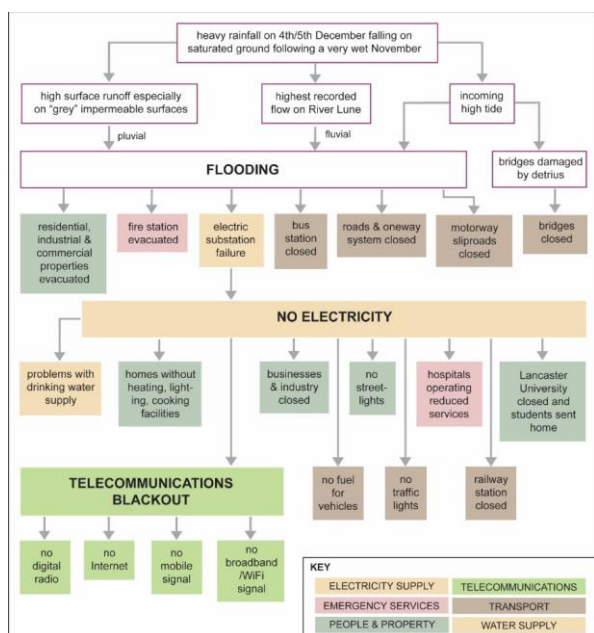 heavy rainfall on 4th/5th December falling on
saturated ground following a very wet November
high surface runoff especially
on “grey” impermeable surfaces
highest recorded
flow on River Lune
incoming
high tide
pluvial
fluvial
FLOODING
bridges damaged
by detrius
residential,
industrial &
commercial
properties
evacuated
fire station
evacuated
electric
substation
failure
bus
station
closed
roads & oneway
system closed
motorway
sliproads
closed
bridges
closed
NO ELECTRICITY
problems with
drinking water
supply
homes without
heating, light-
ing, cooking
facilities
businesses
& industry
closed
no
street-
lights
hospitals
operating
reduced
services
Lancaster
University
closed and
students sent
home
TELECOMMUNICATIONS
BLACKOUT
no fuel
for
vehicles
no
traffic
lights
railway
station
closed
no
digital
radio
no
Internet
no
mobile
signal
no
broadband
/WiFi
signal
KEY
ELECTRICITY SUPPLY
TELECOMMUNICATIONS
EMERGENCY SERVICES
TRANSPORT
PEOPLE & PROPERTY
WATER SUPPLY